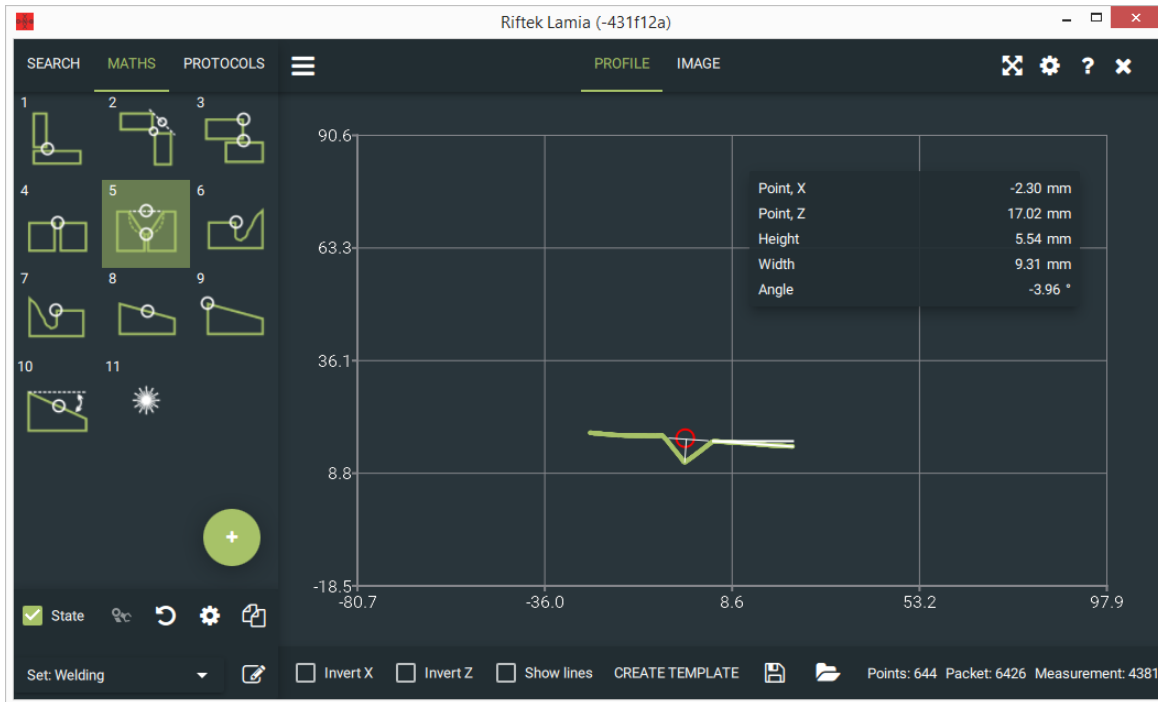 Riftek Lamia (-431f12a)
SEARCH MATHS PROTOCOLS
PROFILE IMAGE
?
1 2 3
4 5 6
7 8 9
10 11
90.6
63.3
36.1
8.8
-18.5
-80.7 -36.0 8.6 53.2 97.9
Point, X -2.30 mm
Point, Z 17.02 mm
Height 5.54 mm
Width 9.31 mm
Angle -3.96 °
+
State
Set: Welding
Invert X Invert Z Show lines CREATE TEMPLATE Points: 644 Packet: 6426 Measurement: 4381